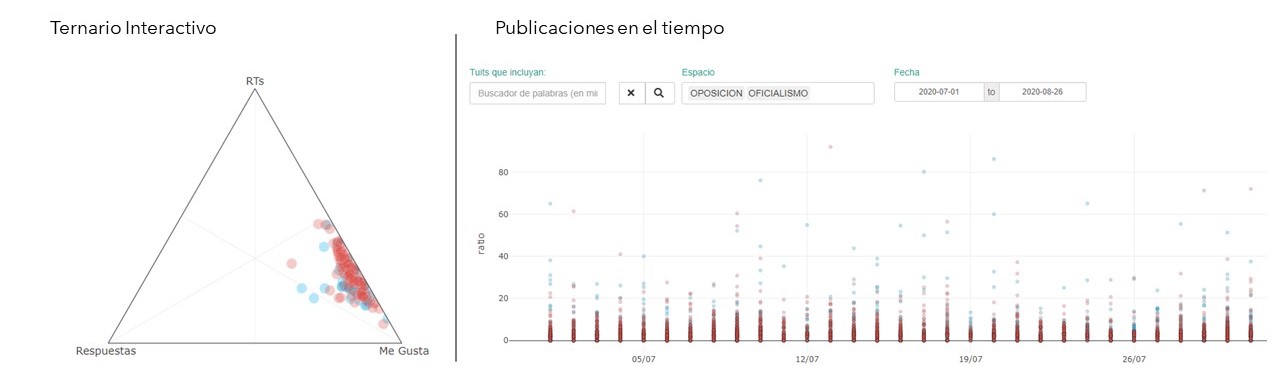 Ternario Interactivo
Publicaciones en el tiempo
RTs
Respuestas
Me Gusta
Tuits que incluyan:
Buscador de palabras (en mi
Espacio
OPOSICION OFICIALISMO
Fecha
2020-07-01 to 2020-08-26
ratio
80
60
40
20
0
05/07
12/07
19/07
26/07